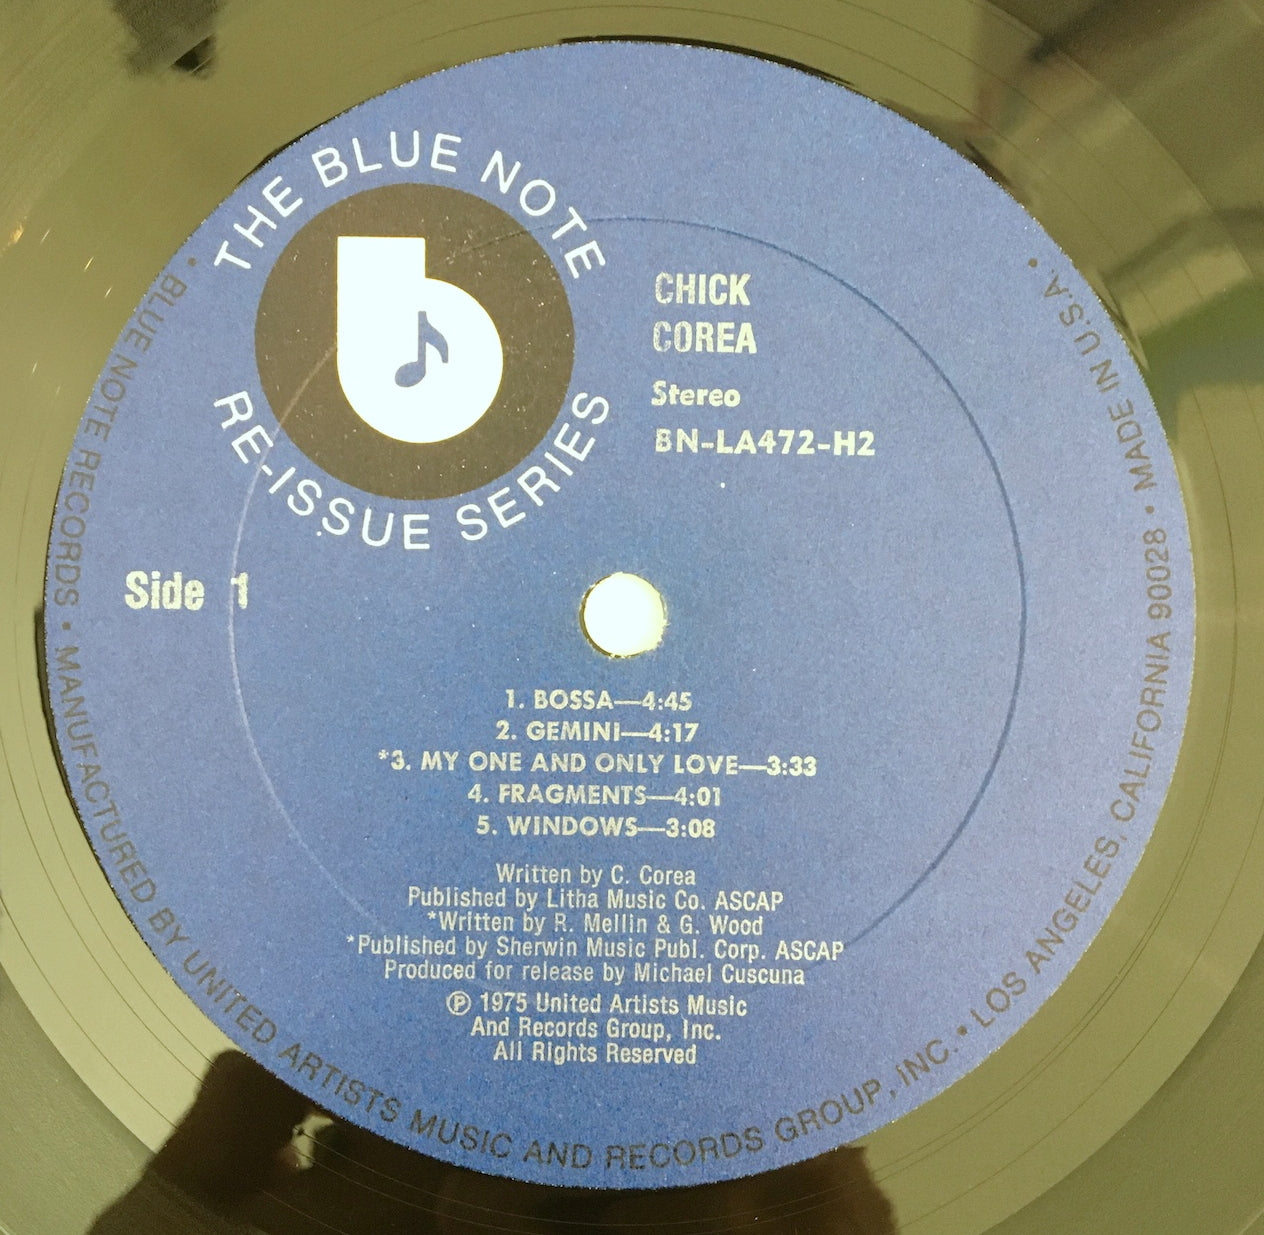 THE BLUE NOTE
RE-ISSUE SERIES
CHICK
COREA
Stereo
BN-LA472-H2
Side 1
1. BOSSA—4:45
2. GEMINI—4:17
*3. MY ONE AND ONLY LOVE—3:33
4. FRAGMENTS—4:01
5. WINDOWS—3:08
Written by C. Corea
Published by Litha Music Co. ASCAP
*Written by R. Mellin & G. Wood
*Published by Sherwin Music Publ. Corp. ASCAP
Produced for release by Michael Cuscuna
℗ 1975 United Artists Music
And Records Group, Inc.
All Rights Reserved
• BLUE NOTE RECORDS • MANUFACTURED BY UNITED ARTISTS MUSIC AND RECORDS GROUP, INC. • LOS ANGELES, CALIFORNIA 90028 • MADE IN U.S.A. •